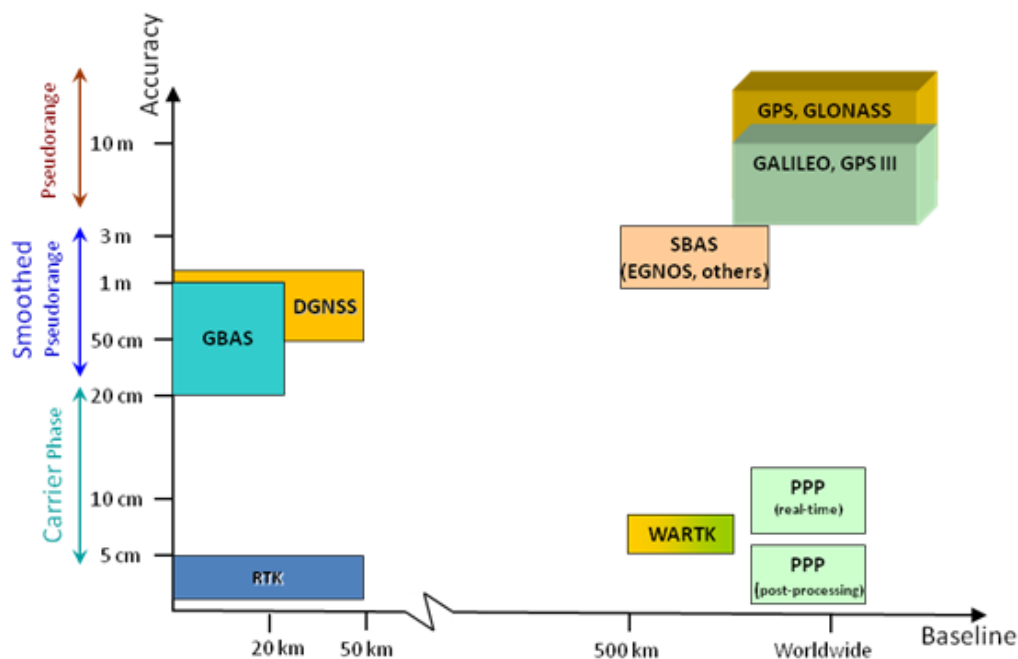 Accuracy
Pseudorange
Smoothed
Pseudorange
Carrier Phase
10 m
3 m
1 m
50 cm
20 cm
10 cm
5 cm
GPS, GLONASS
GALILEO, GPS III
SBAS
(EGNOS, others)
DGNSS
GBAS
PPP
(real-time)
WARTK
PPP
(post-processing)
RTK
20 km
50 km
500 km
Worldwide
Baseline